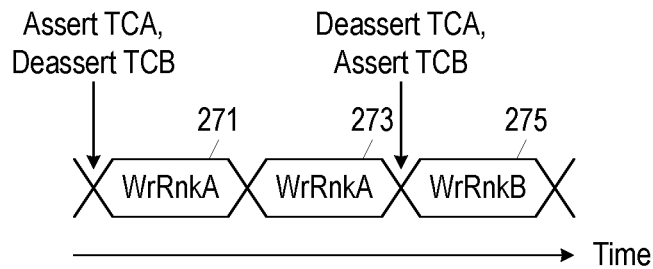 Assert TCA,
Deassert TCB
Deassert TCA,
Assert TCB
271
273
275
WrRnkA
WrRnkA
WrRnkB
Time